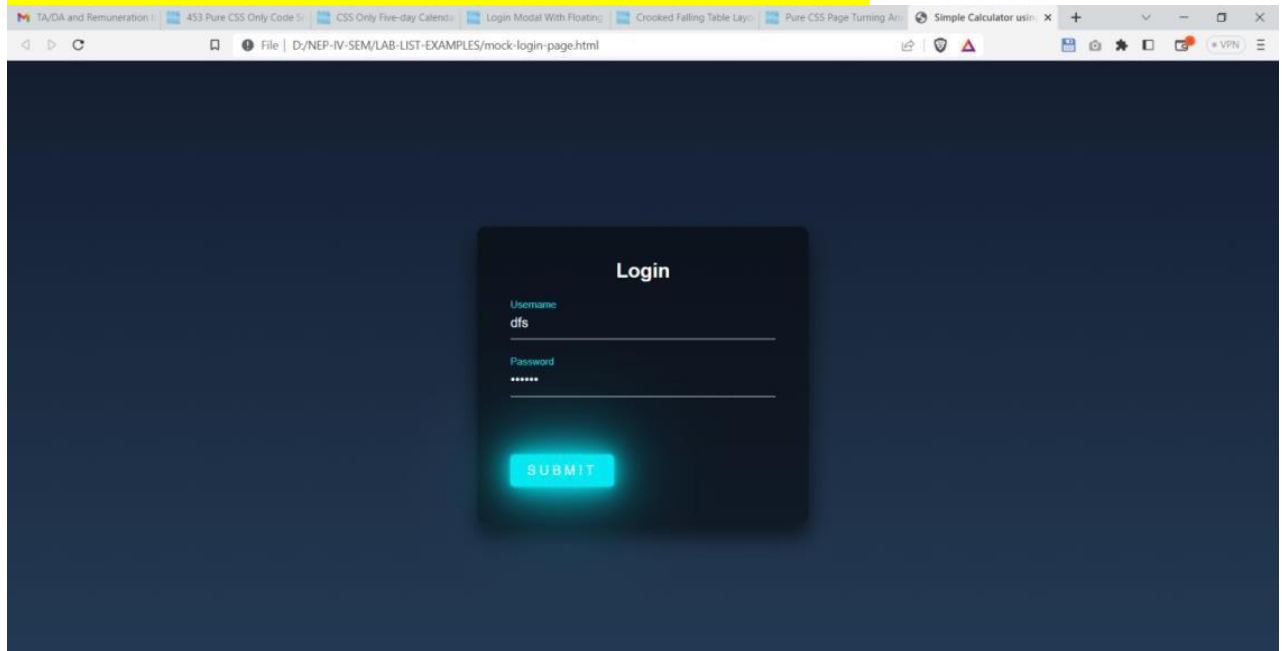 TA/DA and Remuneration
453 Pure CSS Only Code Sn
CSS Only Five-day Calenda
Login Modal With Floating
Crooked Falling Table Layo
Pure CSS Page Turning An
Simple Calculator usin
File | D:/NEP-IV-SEM/LAB-LIST-EXAMPLES/mock-login-page.html
VPN
Login
Username
dfs
Password
••••••
SUBMIT